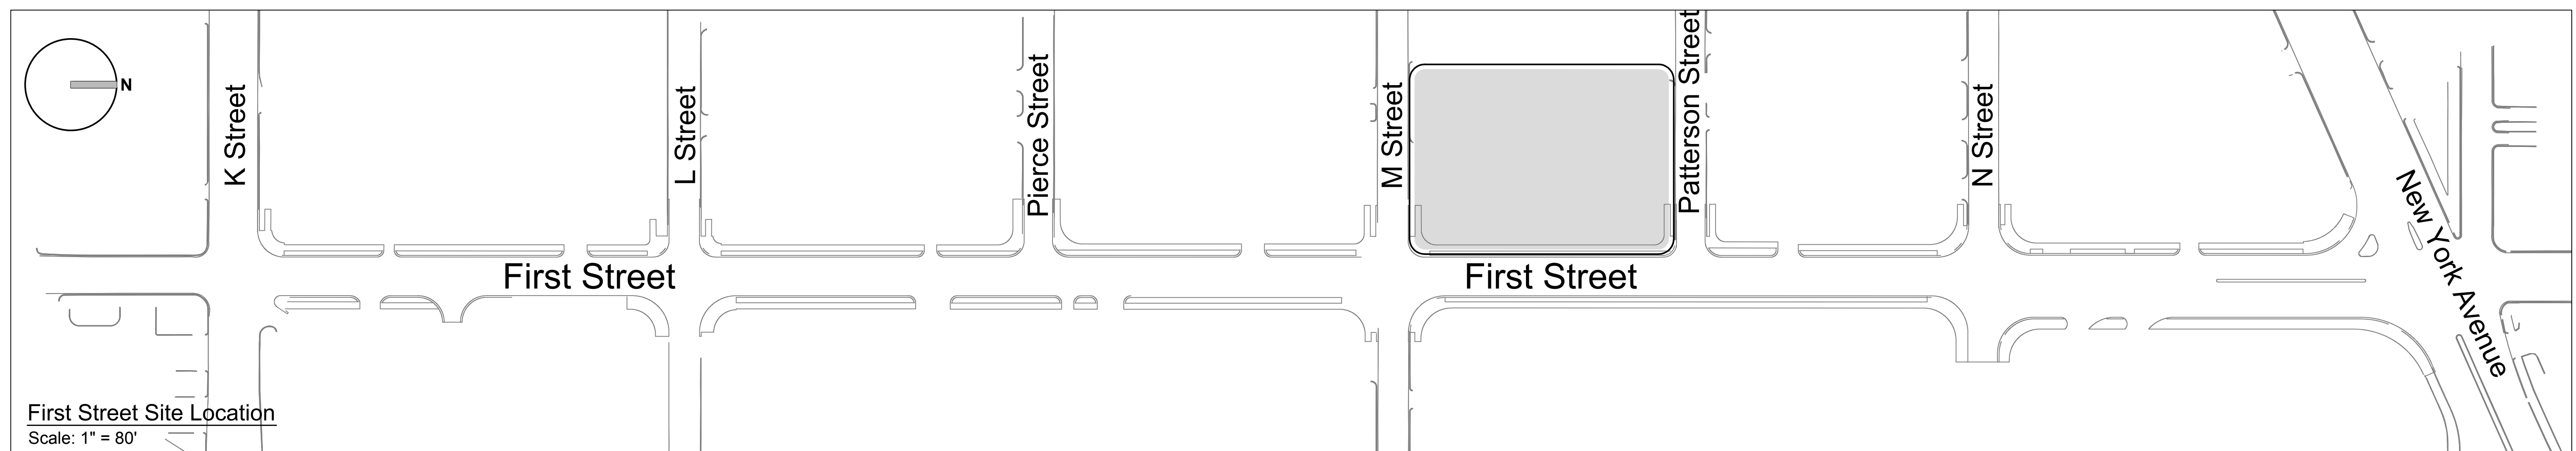 N
K Street
L Street
Pierce Street
M Street
Patterson Street
N Street
New York Avenue
First Street
First Street
First Street Site Location
Scale: 1" = 80'